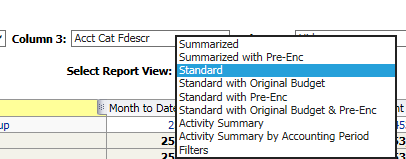 Column 3: Acct Cat Fdescr
Summarized
Summarized with Pre-Enc
Select Report View:
Standard
Standard with Original Budget
Standard with Pre-Enc
Standard with Original Budget & Pre-Enc
Activity Summary
Activity Summary by Accounting Period
Filters
Month to Date
up
2
25
25
25
53
53